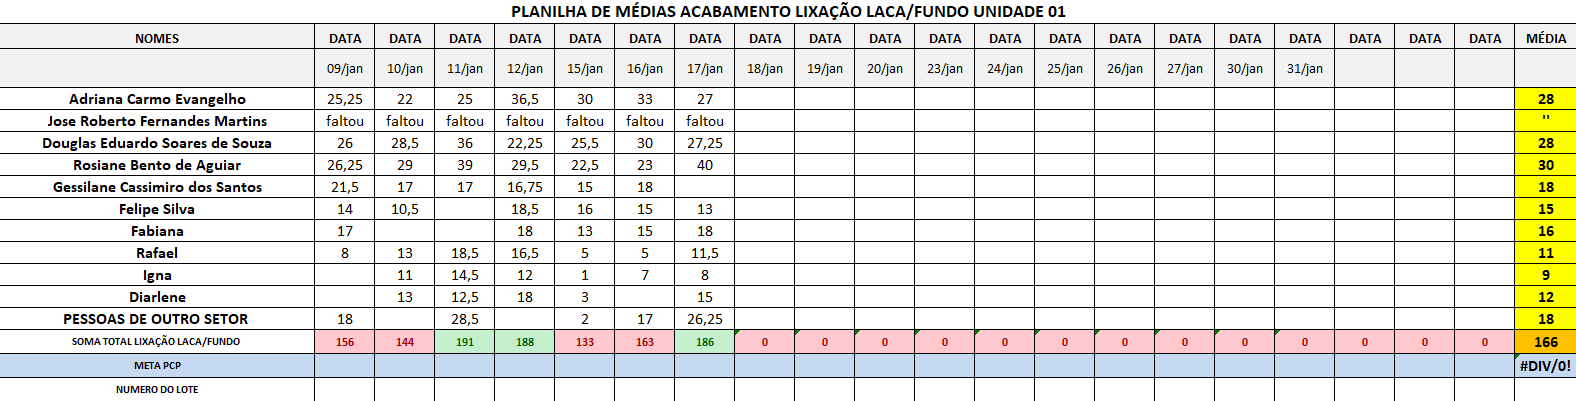 PLANILHA DE MÉDIAS ACABAMENTO LIXAÇÃO LACA/FUNDO UNIDADE 01
NOMES DATA DATA DATA DATA DATA DATA DATA DATA DATA DATA DATA DATA DATA DATA DATA DATA DATA DATA DATA DATA MÉDIA
09/jan 10/jan 11/jan 12/jan 15/jan 16/jan 17/jan 18/jan 19/jan 20/jan 23/jan 24/jan 25/jan 26/jan 27/jan 30/jan 31/jan
Adriana Carmo Evangelho 25,25 22 25 36,5 30 33 27 28
Jose Roberto Fernandes Martins faltou faltou faltou faltou faltou faltou faltou "
Douglas Eduardo Soares de Souza 26 28,5 36 22,25 25,5 30 27,25 28
Rosiane Bento de Aguiar 26,25 29 39 29,5 22,5 23 40 30
Gessilane Cassimiro dos Santos 21,5 17 17 16,75 15 18 18
Felipe Silva 14 10,5 18,5 16 15 13 15
Fabiana 17 18 13 15 18 16
Rafael 8 13 18,5 16,5 5 5 11,5 11
Igna 11 14,5 12 1 7 8 9
Diarlene 13 12,5 18 3 15 12
PESSOAS DE OUTRO SETOR 18 28,5 2 17 26,25 18
SOMA TOTAL LIXAÇÃO LACA/FUNDO 156 144 191 188 133 163 186 0 0 0 0 0 0 0 0 0 0 0 0 0 166
META PCP #DIV/0!
NUMERO DO LOTE